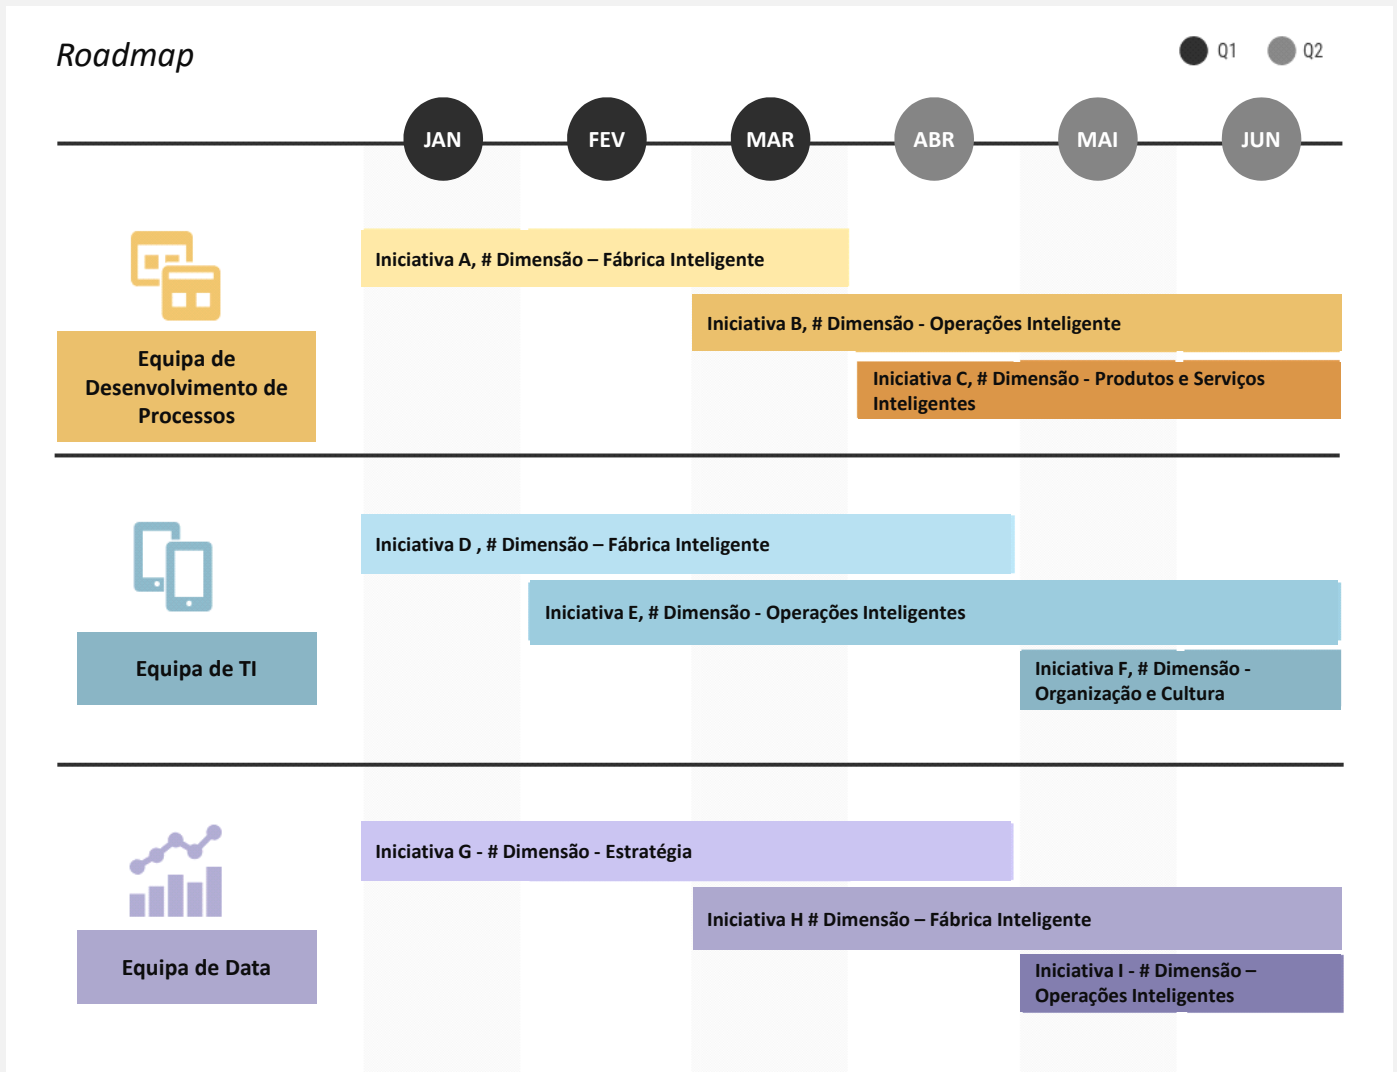 Roadmap
Q1
Q2
JAN
FEV
MAR
ABR
MAI
JUN
Iniciativa A, # Dimensão – Fábrica Inteligente
Iniciativa B, # Dimensão - Operações Inteligente
Iniciativa C, # Dimensão - Produtos e Serviços
Inteligentes
Equipa de
Desenvolvimento de
Processos
Iniciativa D , # Dimensão – Fábrica Inteligente
Iniciativa E, # Dimensão - Operações Inteligentes
Iniciativa F, # Dimensão -
Organização e Cultura
Equipa de TI
Iniciativa G - # Dimensão - Estratégia
Iniciativa H # Dimensão – Fábrica Inteligente
Iniciativa I - # Dimensão –
Operações Inteligentes
Equipa de Data